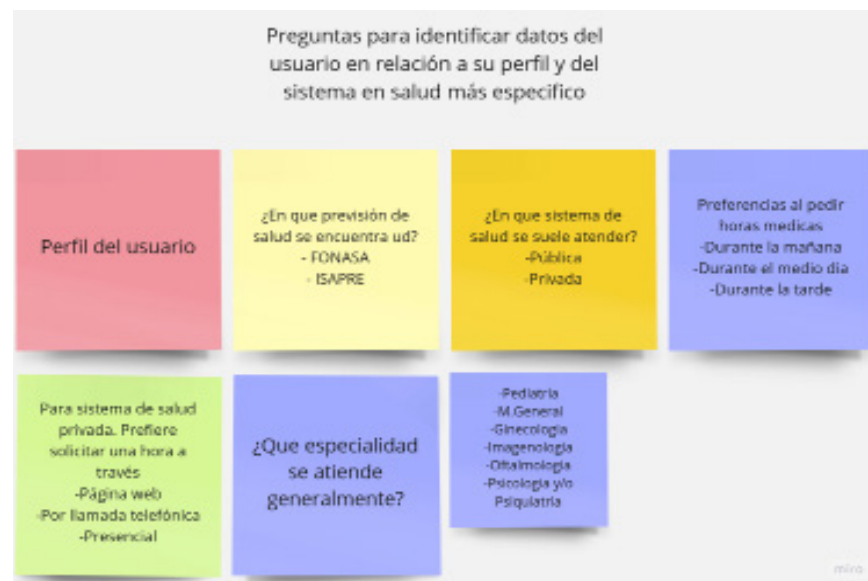 Preguntas para identificar datos del
usuario en relación a su perfil y del
sistema en salud más especifico
Perfil del usuario
¿En que previsión de
salud se encuentra ud?
- FONASA
- ISAPRE
¿En que sistema de
salud se suele atender?
-Pública
-Privada
Preferencias al pedir
horas medicas
-Durante la mañana
-Durante el medio dia
-Durante la tarde
Para sistema de salud
privada. Prefiere
solicitar una hora a
través
-Página web
-Por llamada telefónica
-Presencial
¿Que especialidad
se atiende
generalmente?
-Pediatria
-M.General
-Ginecologia
-Imagenologia
-Oftalmologia
-Psicologia y/o
Psiquiatria
miro